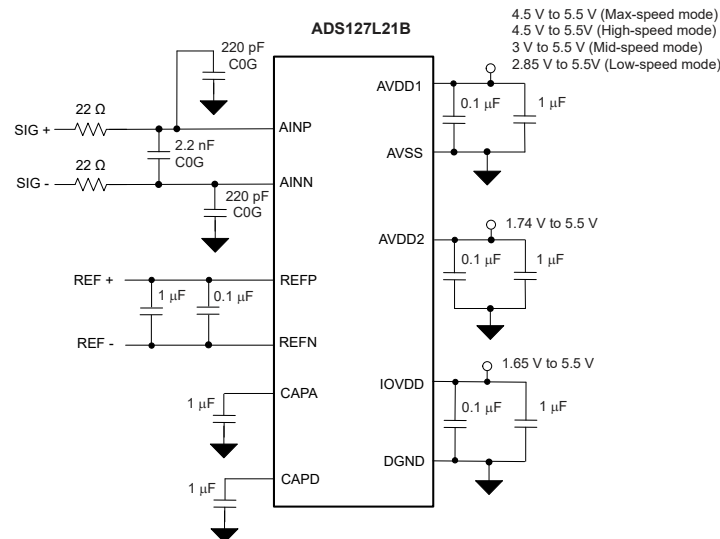 4.5 V to 5.5 V (Max-speed mode)
4.5 V to 5.5V (High-speed mode)
3 V to 5.5 V (Mid-speed mode)
2.85 V to 5.5V (Low-speed mode)
ADS127L21B
220 pF
C0G
AVDD1
0.1 μF
1 μF
22 Ω
SIG +
AINP
2.2 nF
C0G
AVSS
22 Ω
SIG -
AINN
220 pF
C0G
1.74 V to 5.5 V
AVDD2
0.1 μF
1 μF
REF +
REFP
1 μF
0.1 μF
REF -
REFN
1.65 V to 5.5 V
IOVDD
CAPA
1 μF
0.1 μF
1 μF
DGND
CAPD
1 μF